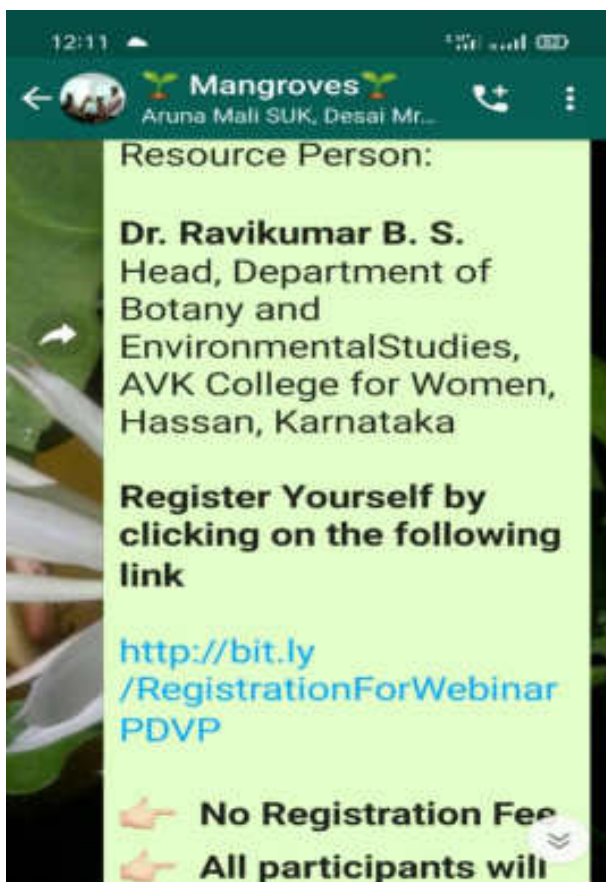 12:11
Mangroves
Aruna Mali SUK, Desai Mr...
Resource Person:
Dr. Ravikumar B. S.
Head, Department of
Botany and
EnvironmentalStudies,
AVK College for Women,
Hassan, Karnataka
Register Yourself by
clicking on the following
link
http://bit.ly
/RegistrationForWebinar
PDVP
No Registration Fee
All participants will